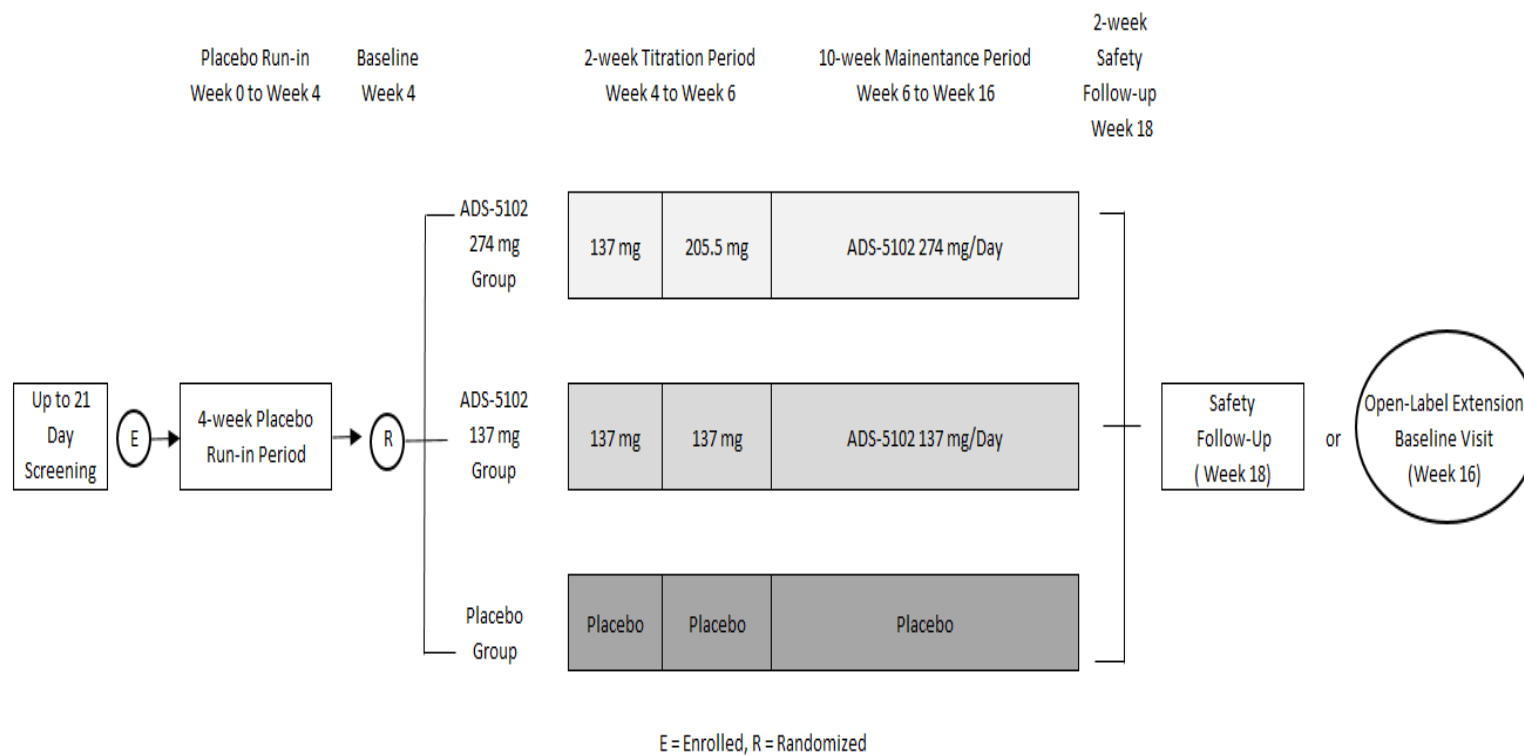 Placebo Run-in
Week 0 to Week 4
Baseline
Week 4
2-week Titration Period
Week 4 to Week 6
10-week Mainentance Period
Week 6 to Week 16
2-week
Safety
Follow-up
Week 18
ADS-5102
274 mg
Group
137 mg
205.5 mg
ADS-5102 274 mg/Day
Up to 21
Day
Screening
E
4-week Placebo
Run-in Period
R
ADS-5102
137 mg
Group
137 mg
137 mg
ADS-5102 137 mg/Day
Safety
Follow-Up
( Week 18)
or
Open-Label Extension
Baseline Visit
(Week 16)
Placebo
Group
Placebo
Placebo
Placebo
E = Enrolled, R = Randomized